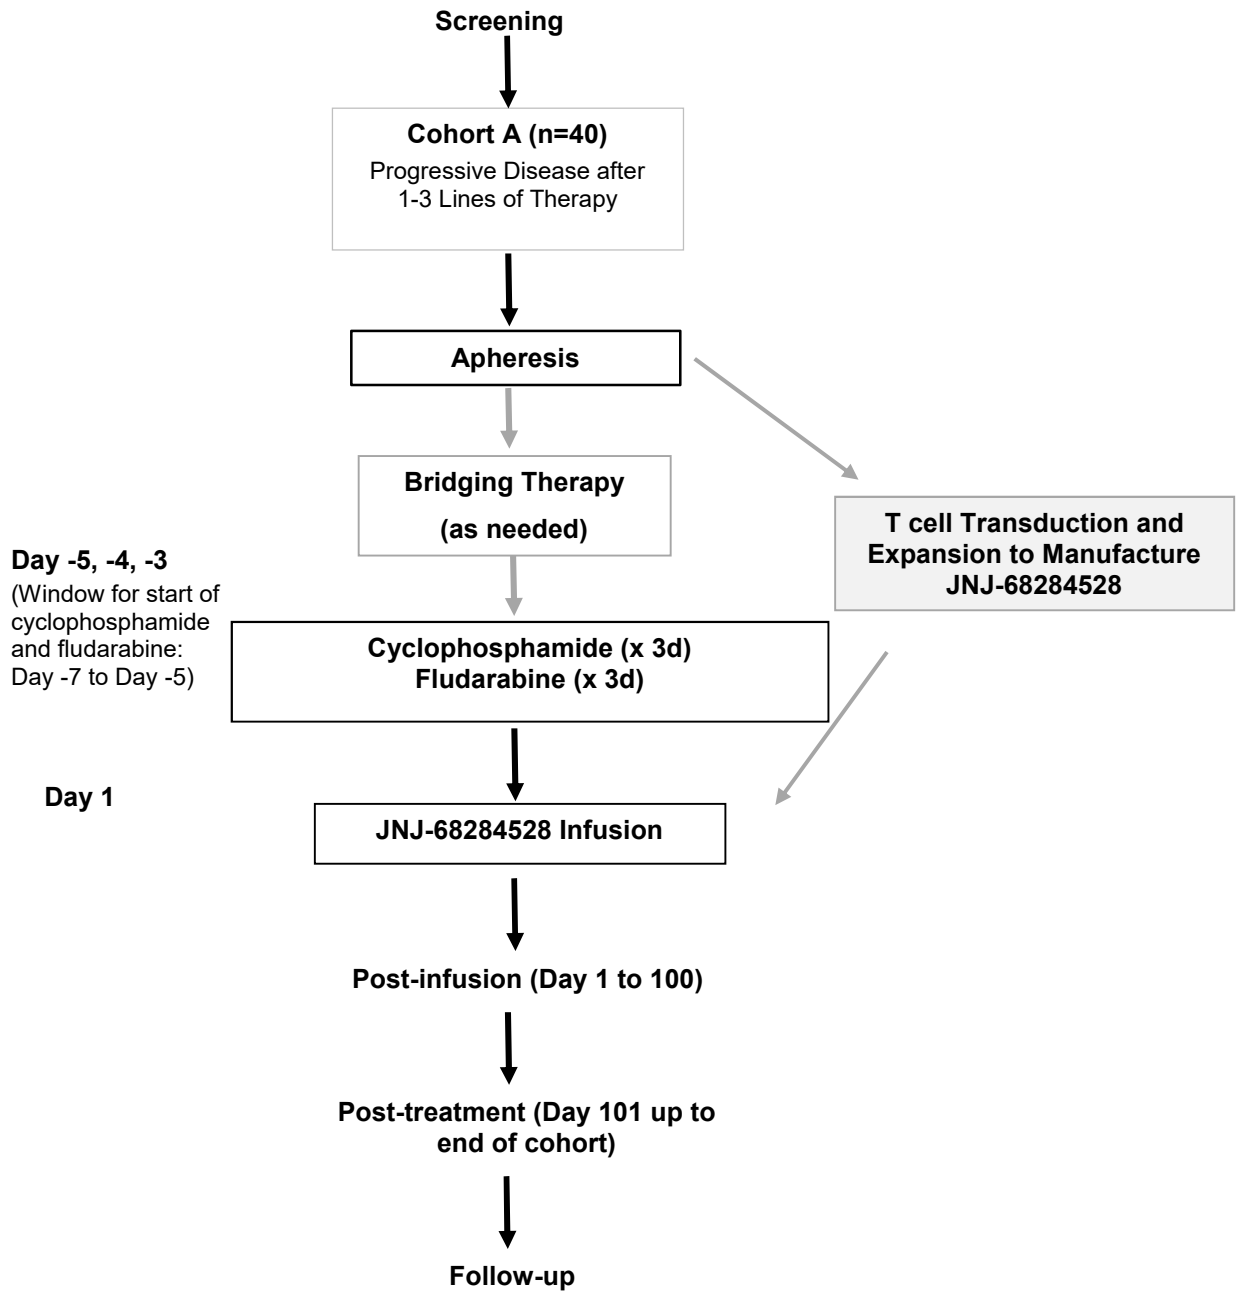 Screening
Cohort A (n=40)
Progressive Disease after
1-3 Lines of Therapy
Apheresis
Bridging Therapy
(as needed)
T cell Transduction and
Expansion to Manufacture
JNJ-68284528
Day -5, -4, -3
(Window for start of
cyclophosphamide
and fludarabine:
Day -7 to Day -5)
Cyclophosphamide (x 3d)
Fludarabine (x 3d)
Day 1
JNJ-68284528 Infusion
Post-infusion (Day 1 to 100)
Post-treatment (Day 101 up to
end of cohort)
Follow-up